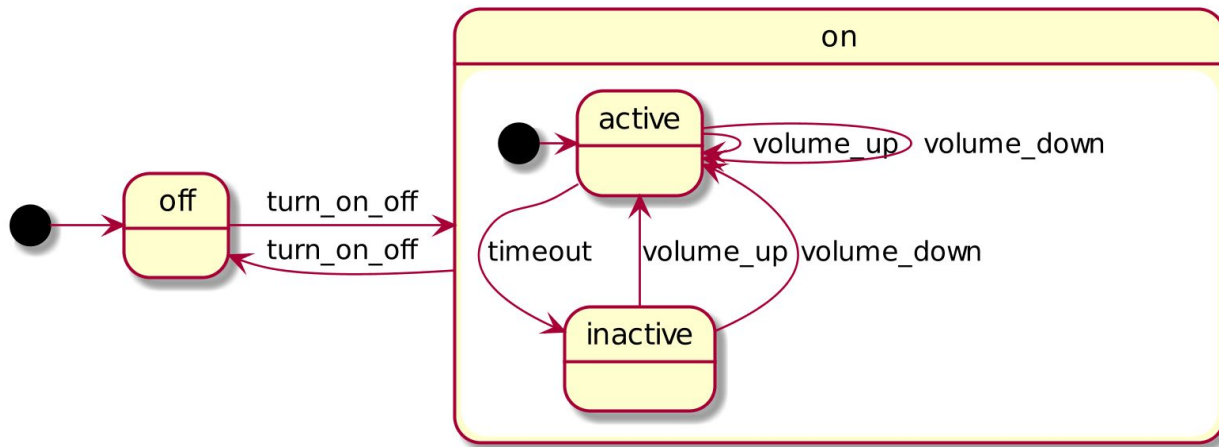 on
active
volume_up
volume_down
off
turn_on_off
turn_on_off
timeout
volume_up
volume_down
inactive